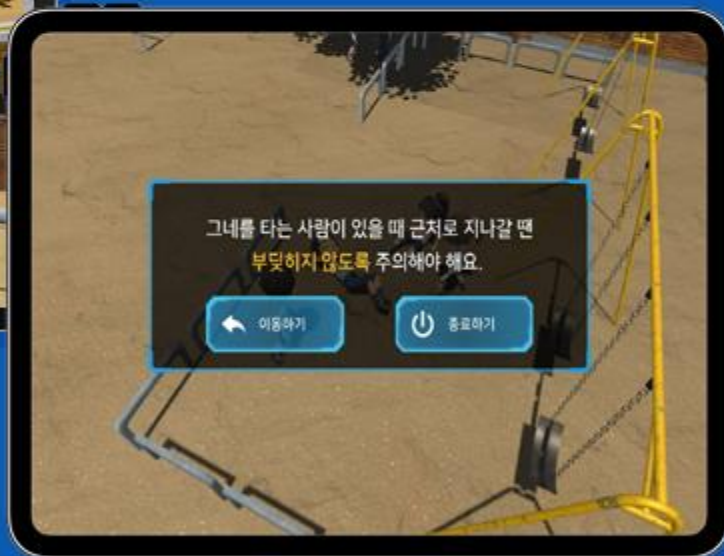 그네를 타는 사람이 있을 때 근처로 지나갈 땐
부딪히지 않도록 주의해야 해요.
이동하기
종료하기